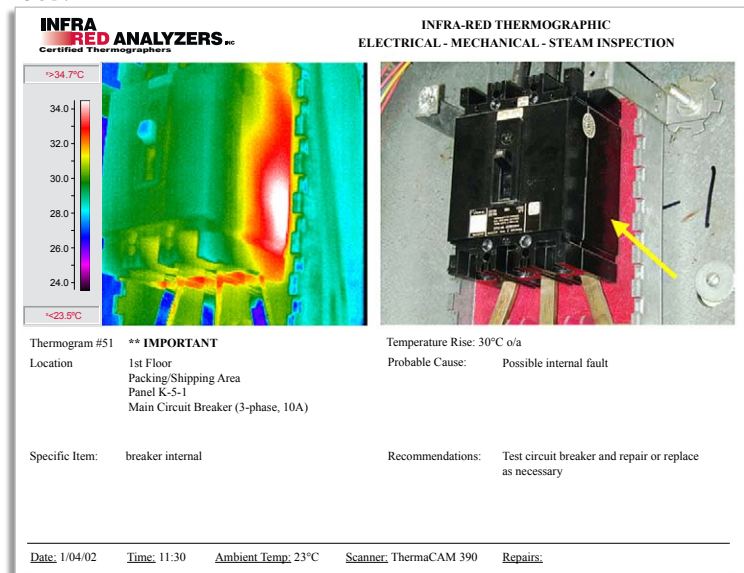 INFRA
RED ANALYZERS INC
Certified Thermographers
INFRA-RED THERMOGRAPHIC
ELECTRICAL - MECHANICAL - STEAM INSPECTION
*>34.7°C
34.0
32.0
30.0
28.0
26.0
24.0
*<23.5°C
Thermogram #51 ** IMPORTANT
Location 1st Floor
Packing/Shipping Area
Panel K-5-1
Main Circuit Breaker (3-phase, 10A)
Specific Item: breaker internal
Temperature Rise: 30°C o/a
Probable Cause: Possible internal fault
Recommendations: Test circuit breaker and repair or replace
as necessary
Date: 1/04/02 Time: 11:30 Ambient Temp: 23°C Scanner: ThermaCAM 390 Repairs: